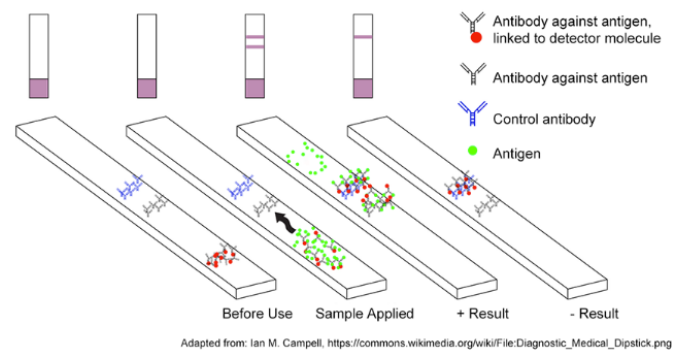 Antibody against antigen,
linked to detector molecule
Antibody against antigen
Control antibody
Antigen
Before Use
Sample Applied
+ Result
- Result
Adapted from: Ian M. Campell, https://commons.wikimedia.org/wiki/File:Diagnostic_Medical_Dipstick.png